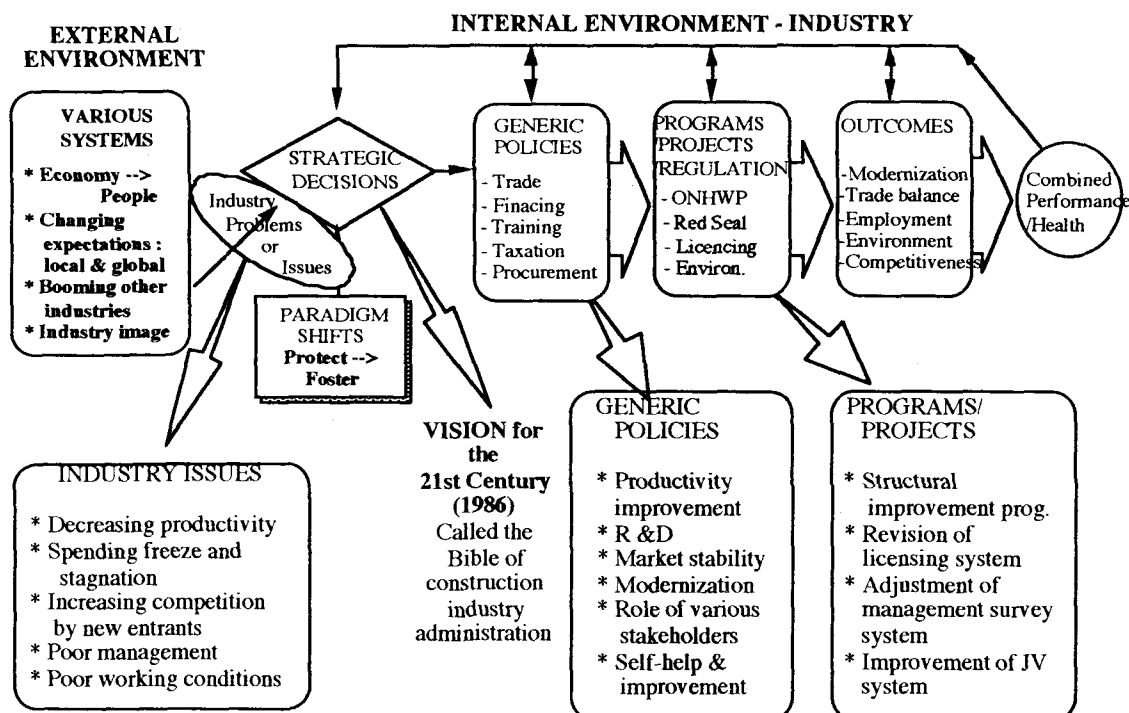 INTERNAL ENVIRONMENT - INDUSTRY
EXTERNAL
ENVIRONMENT
VARIOUS
SYSTEMS
* Economy -->
People
* Changing
expectations :
local & global
* Booming other
industries
* Industry image
Industry
Problems
or
Issues
STRATEGIC
DECISIONS
PARADIGM
SHIFTS
Protect -->
Foster
GENERIC
POLICIES
- Trade
- Finacing
- Training
- Taxation
- Procurement
PROGRAMS
/PROJECTS
/REGULATION
- ONHWP
- Red Seal
- Licencing
- Environ.
OUTCOMES
-Modernization
-Trade balance
-Employment
-Environment
-Competitiveness
Combined
Performance
/Health
INDUSTRY ISSUES
* Decreasing productivity
* Spending freeze and
stagnation
* Increasing competition
by new entrants
* Poor management
* Poor working conditions
VISION for
the
21st Century
(1986)
Called the
Bible of
construction
industry
administration
GENERIC
POLICIES
* Productivity
improvement
* R &D
* Market stability
* Modernization
* Role of various
stakeholders
* Self-help &
improvement
PROGRAMS/
PROJECTS
* Structural
improvement prog.
* Revision of
licensing system
* Adjustment of
management survey
system
* Improvement of JV
system